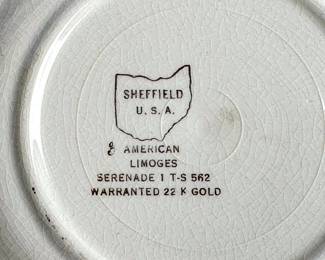 SHEFFIELD
U. S. A.
AMERICAN
LIMOGES
SERENADE 1 T-S 562
WARRANTED 22 K GOLD